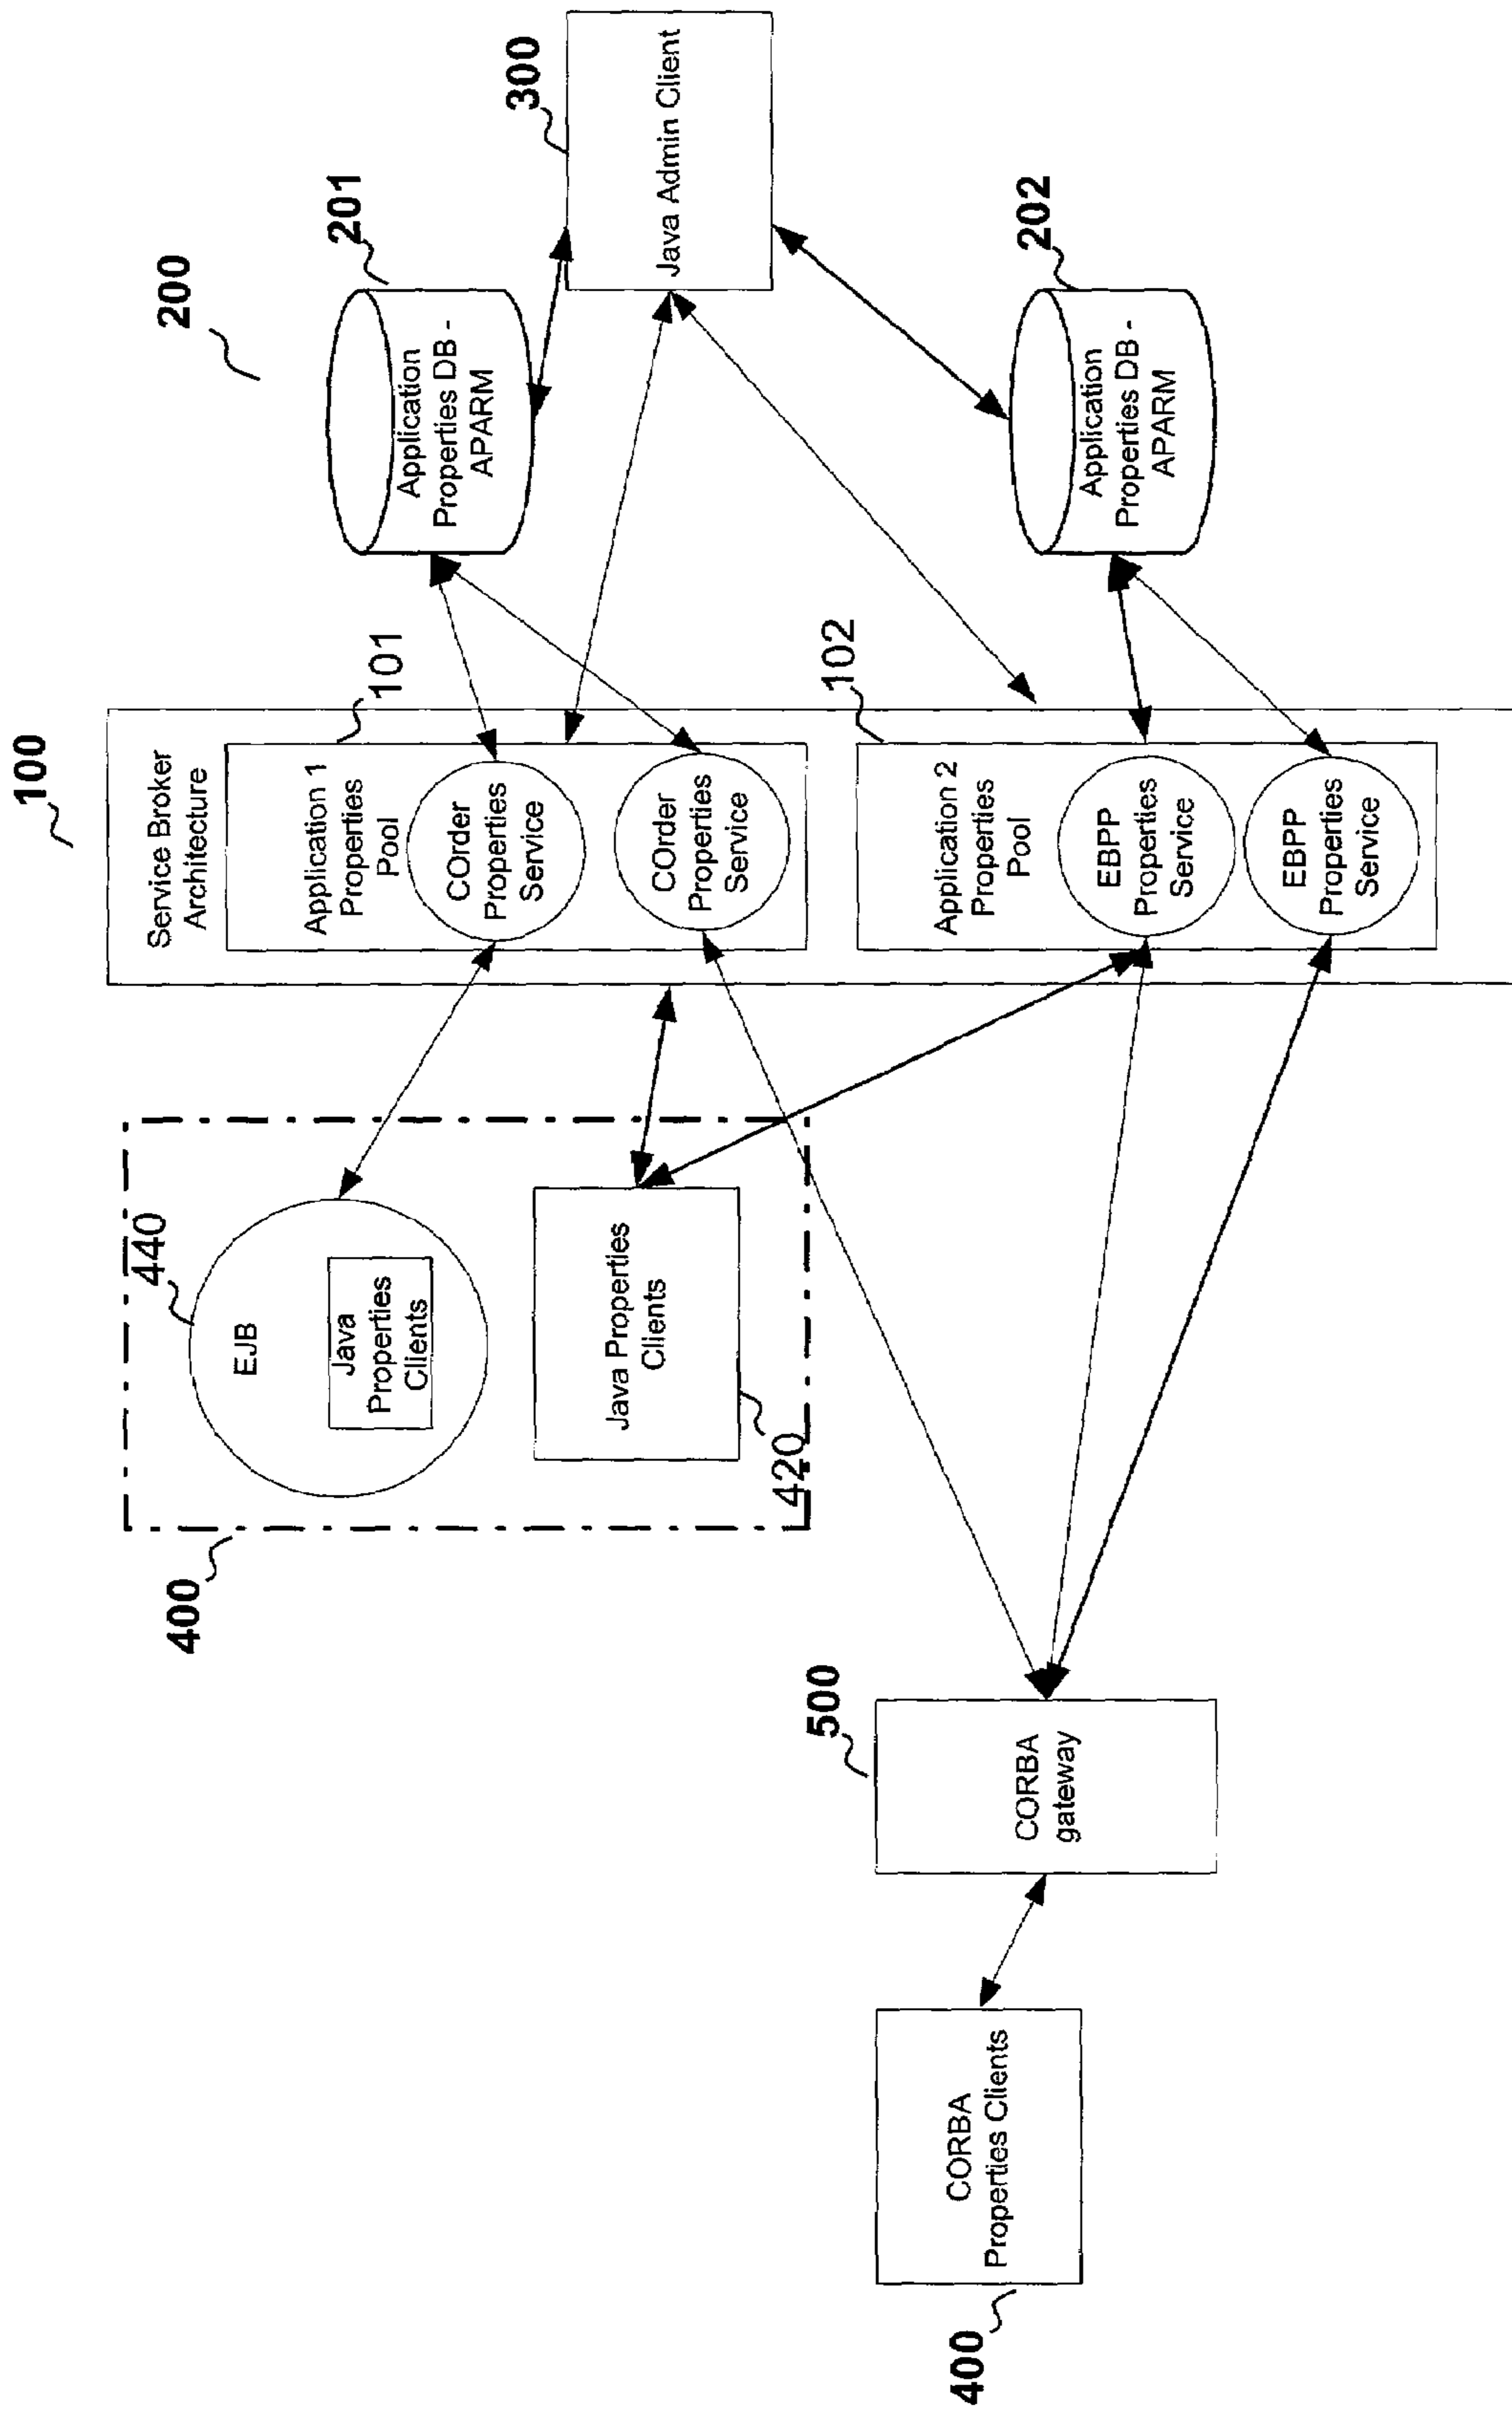 100
Service Broker
Architecture
Application 1
Properties
Pool
101
COrder
Properties
Service
COrder
Properties
Service
Application 2
Properties
Pool
102
EBPP
Properties
Service
EBPP
Properties
Service
200
201
Application
Properties DB -
APARM
202
Application
Properties DB -
APARM
300
Java Admin Client
400
440
EJB
Java
Properties
Clients
Java Properties
Clients
420
500
CORBA
gateway
CORBA
Properties Clients
400